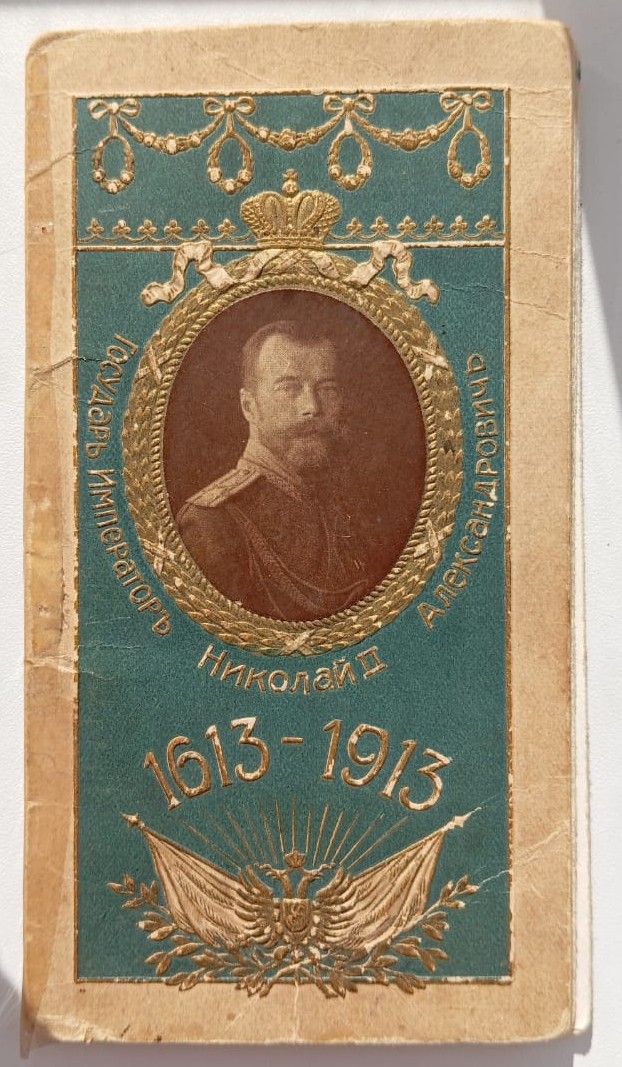 Государь Императоръ
Николай II
Александровичъ
1613-1913